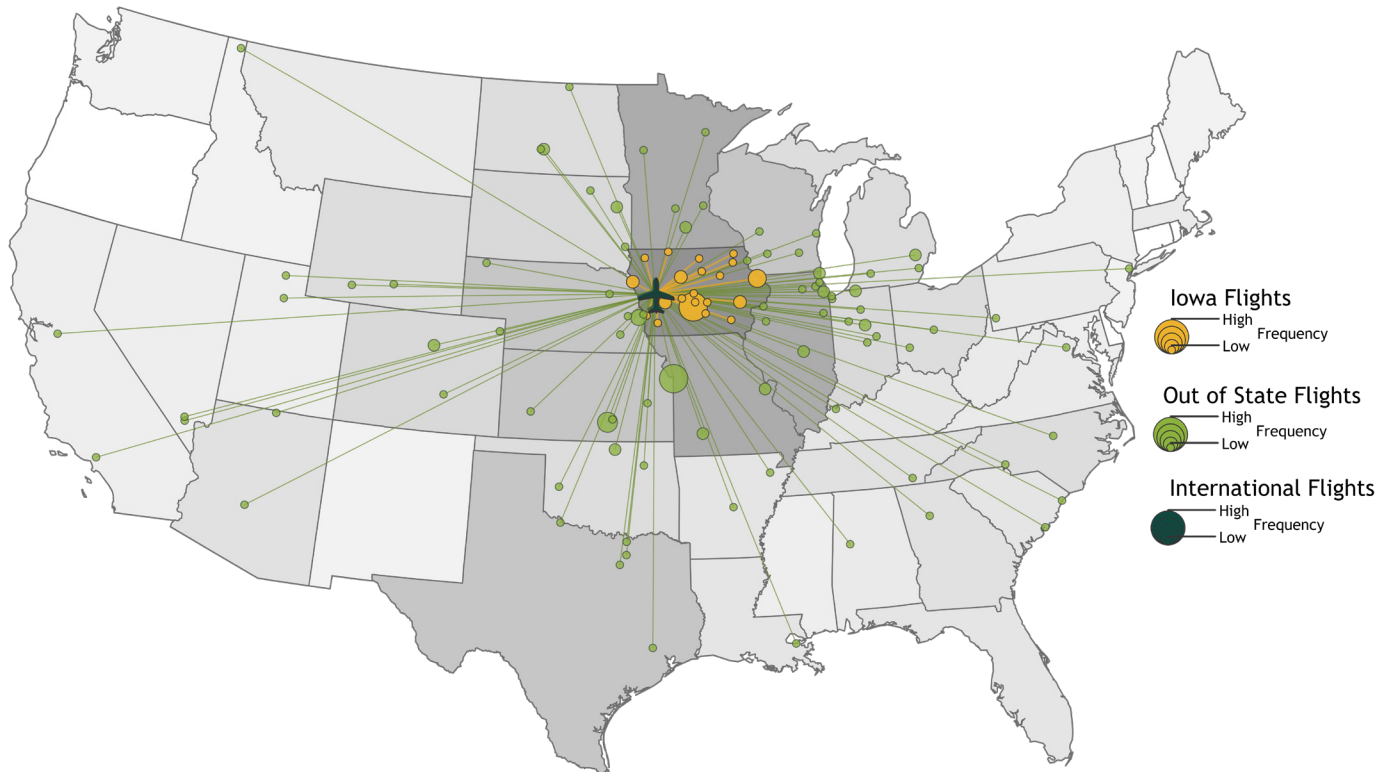 Iowa Flights
High
Frequency
Low
Out of State Flights
High
Frequency
Low
International Flights
High
Frequency
Low